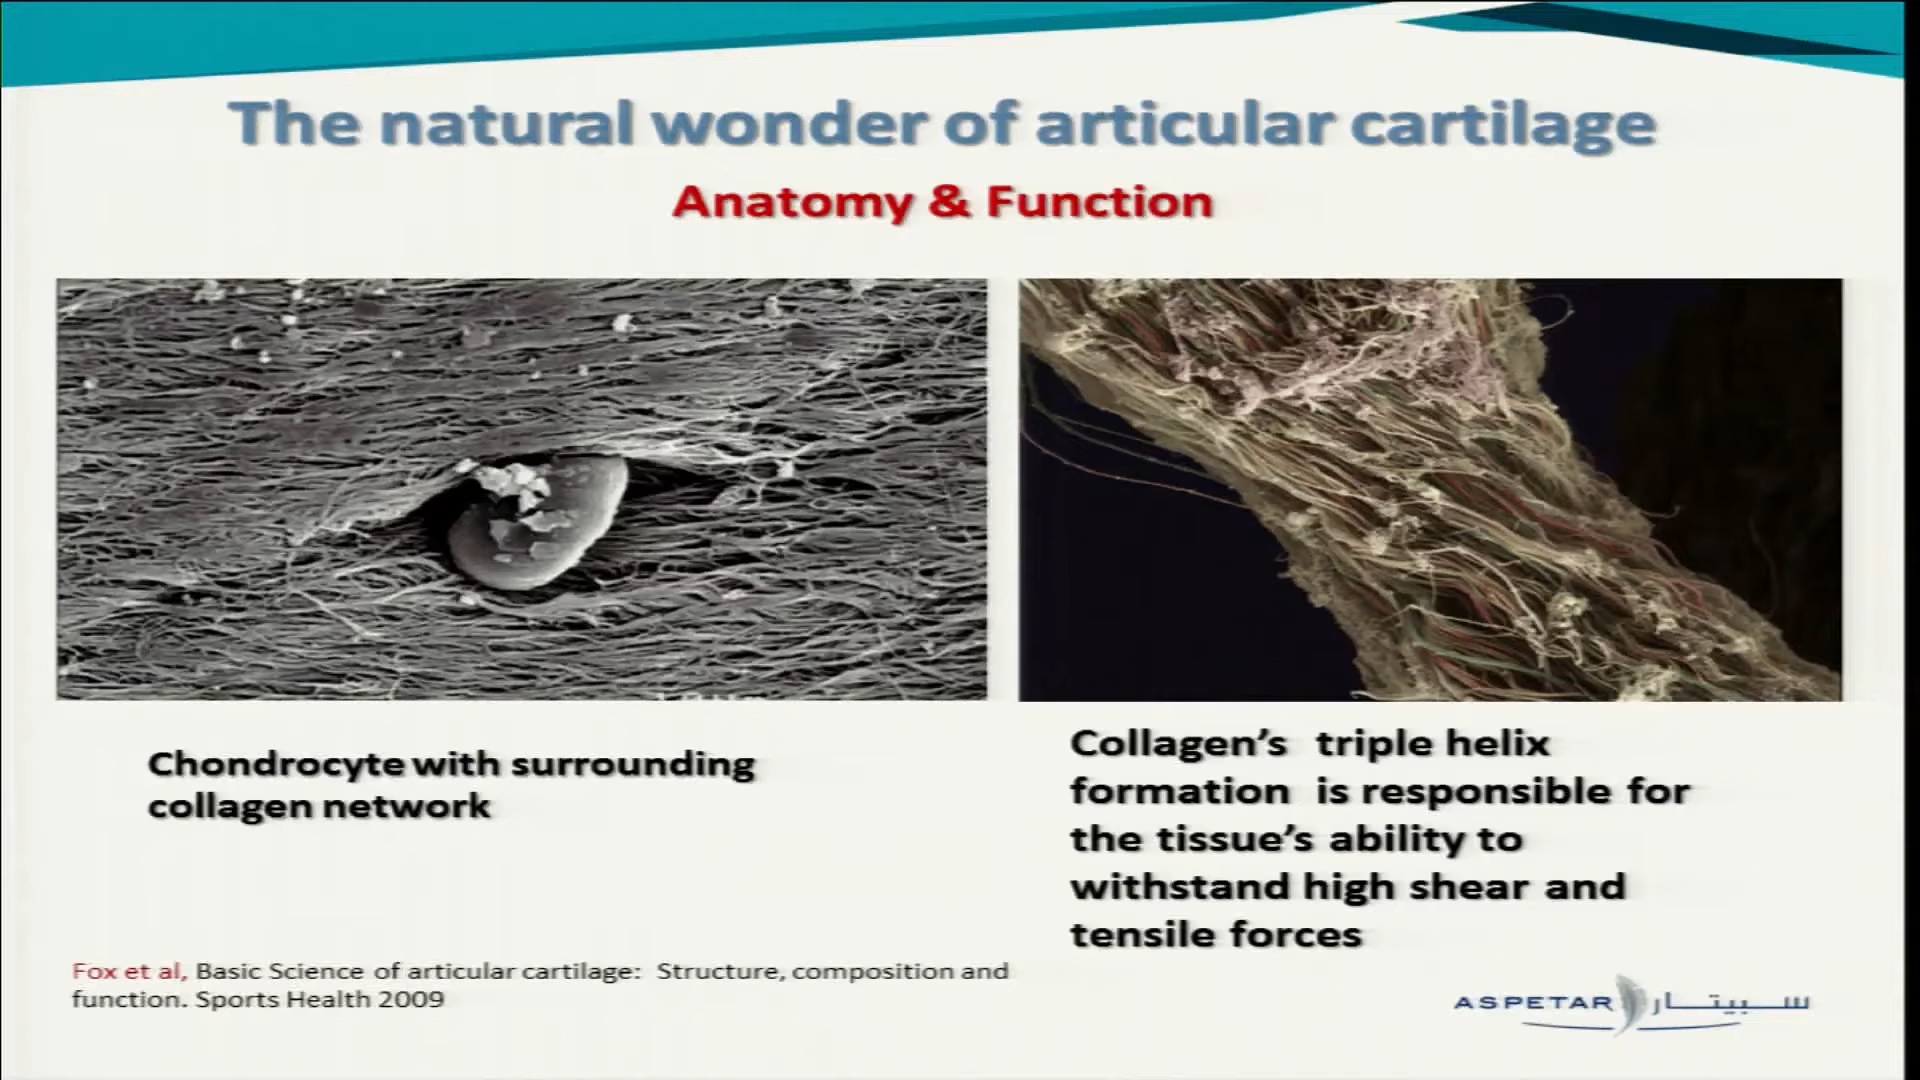 The natural wonder of articular cartilage
Anatomy & Function
Chondrocyte with surrounding
collagen network
Collagen’s triple helix
formation is responsible for
the tissue’s ability to
withstand high shear and
tensile forces
Fox et al, Basic Science of articular cartilage: Structure, composition and
function. Sports Health 2009
ASPETAR سبيتار